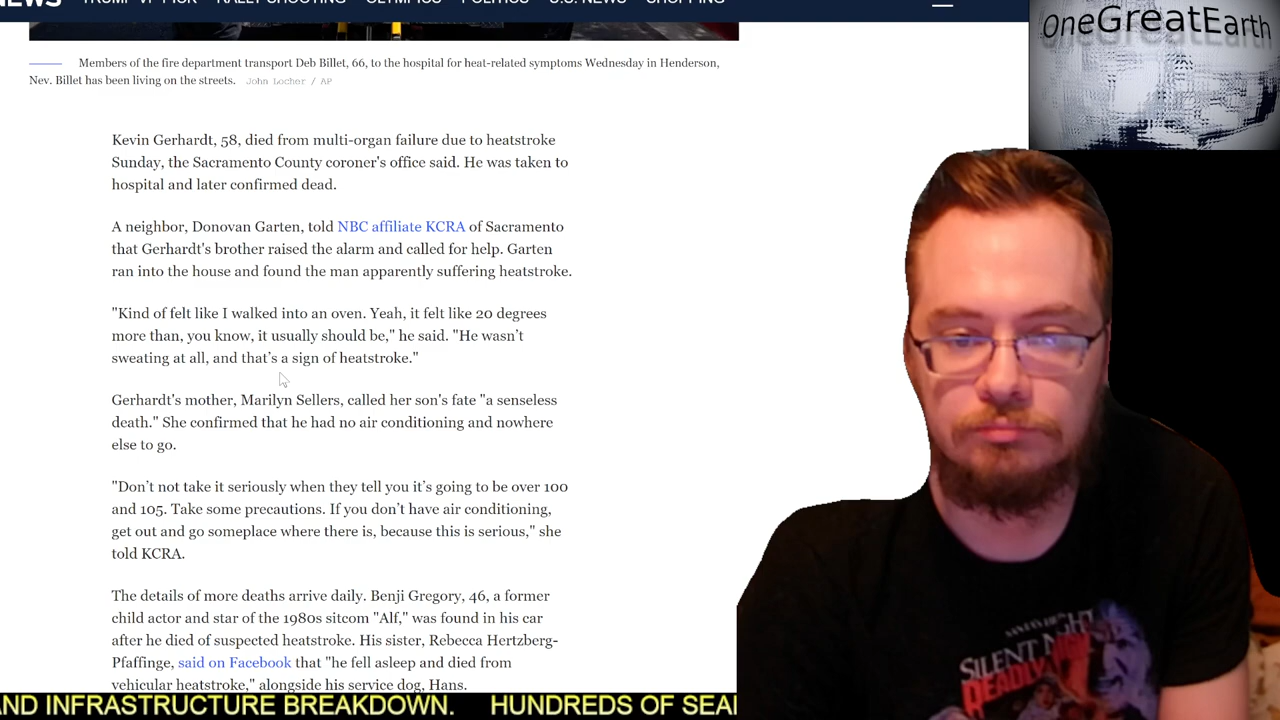 NEWS TRUMP VP PICK RALLY SHOOTING OLYMPICS POLITICS U.S. NEWS SHOPPING
OneGreatEarth
Members of the fire department transport Deb Billet, 66, to the hospital for heat-related symptoms Wednesday in Henderson,
Nev. Billet has been living on the streets. John Locher / AP
Kevin Gerhardt, 58, died from multi-organ failure due to heatstroke
Sunday, the Sacramento County coroner's office said. He was taken to
hospital and later confirmed dead.
A neighbor, Donovan Garten, told NBC affiliate KCRA of Sacramento
that Gerhardt's brother raised the alarm and called for help. Garten
ran into the house and found the man apparently suffering heatstroke.
"Kind of felt like I walked into an oven. Yeah, it felt like 20 degrees
more than, you know, it usually should be," he said. "He wasn't
sweating at all, and that's a sign of heatstroke."
Gerhardt's mother, Marilyn Sellers, called her son's fate "a senseless
death." She confirmed that he had no air conditioning and nowhere
else to go.
"Don't not take it seriously when they tell you it's going to be over 100
and 105. Take some precautions. If you don't have air conditioning,
get out and go someplace where there is, because this is serious," she
told KCRA.
The details of more deaths arrive daily. Benji Gregory, 46, a former
child actor and star of the 1980s sitcom "Alf," was found in his car
after he died of suspected heatstroke. His sister, Rebecca Hertzberg-
Pfaffinge, said on Facebook that "he fell asleep and died from
vehicular heatstroke," alongside his service dog, Hans.
SILENT NIGHT
DEADLY
AND INFRASTRUCTURE BREAKDOWN. HUNDREDS OF SEA